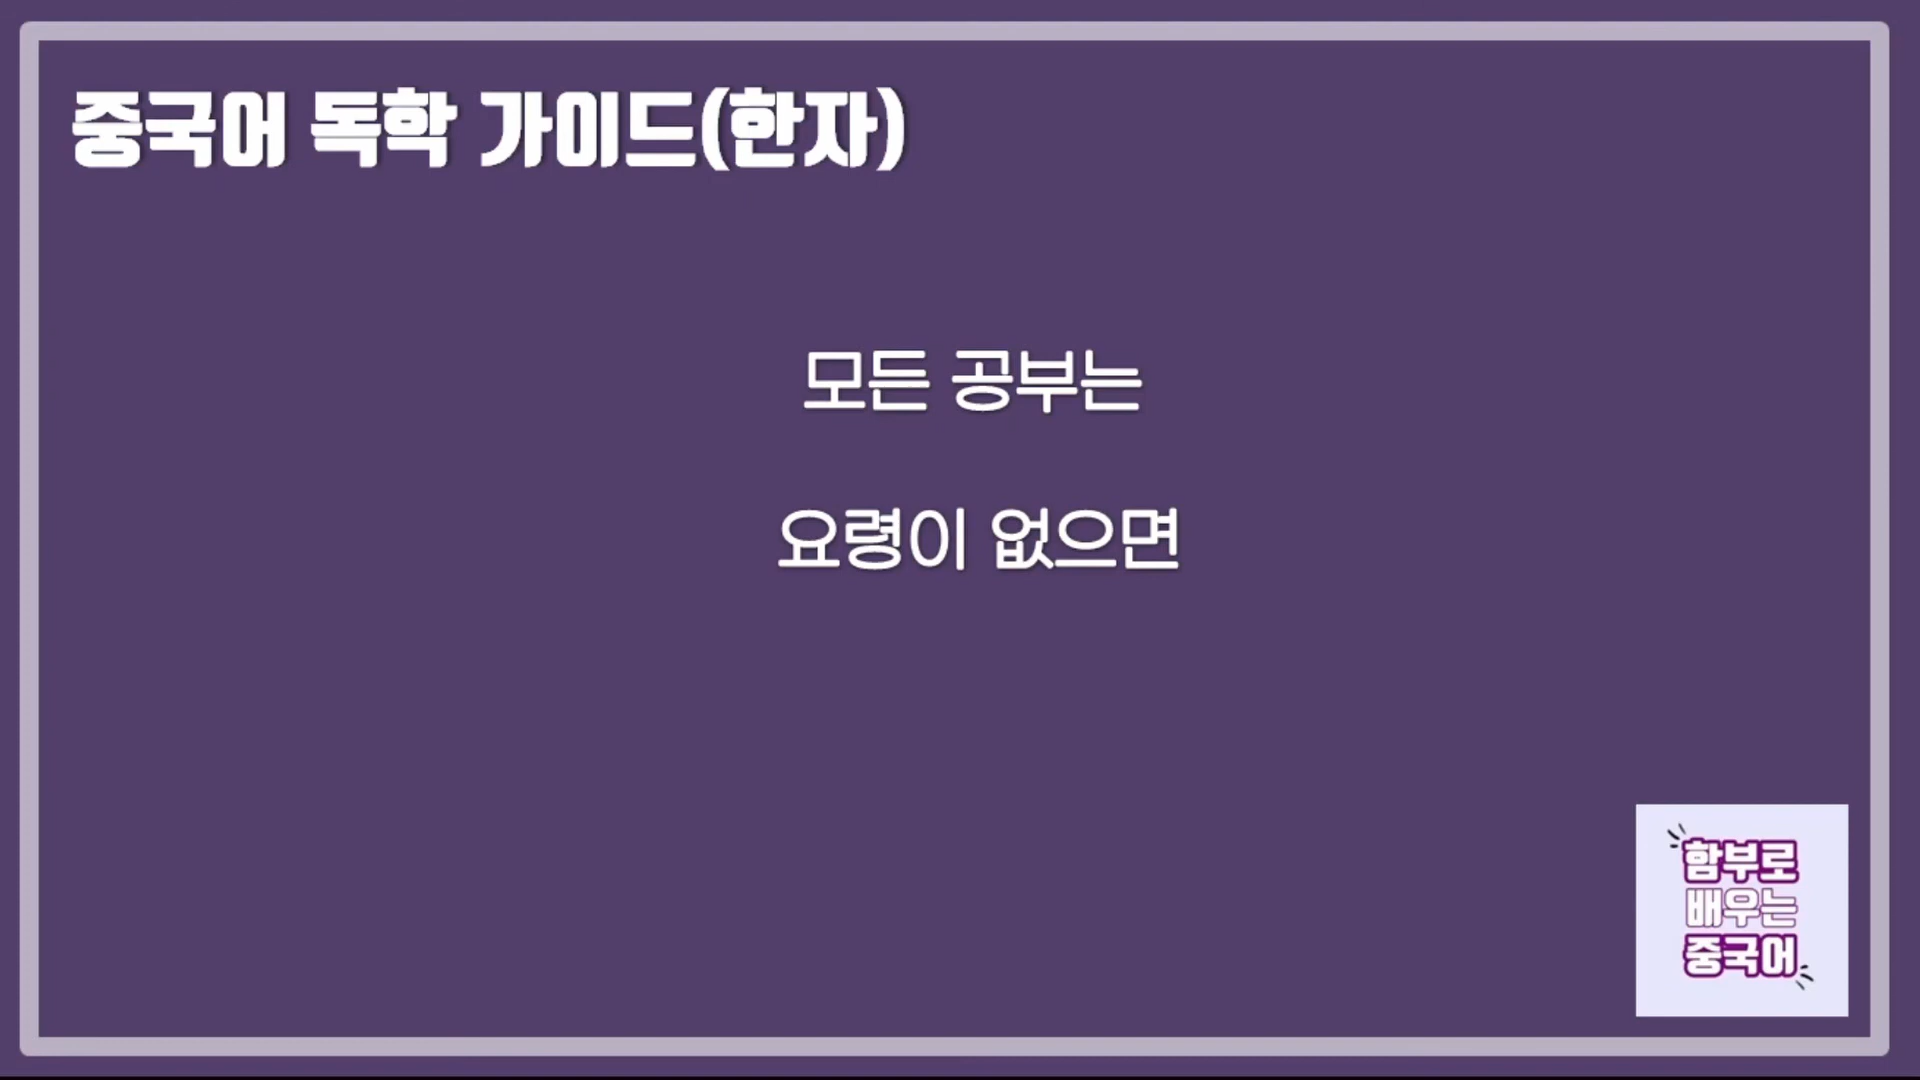 중국어 독학 가이드(한자)
모든 공부는
요령이 없으면
함부로
배우는
중국어